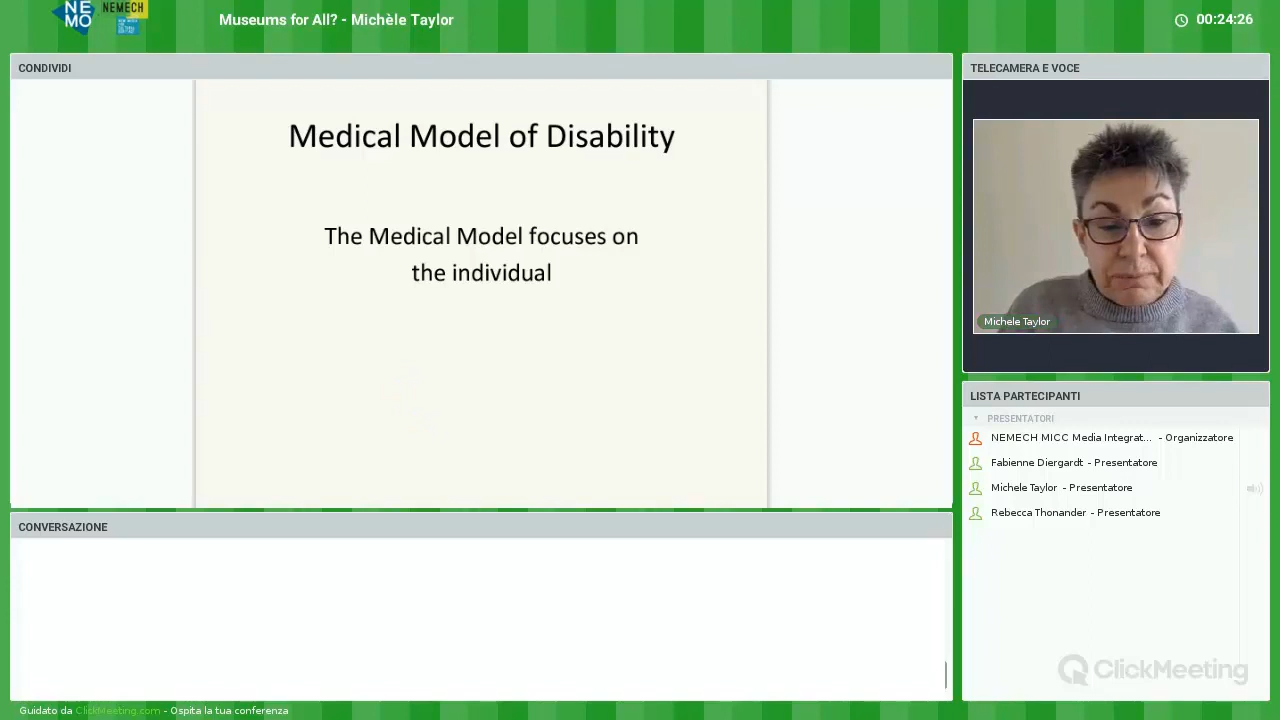 NE
MO
NEMECH
Museums for All? - Michèle Taylor
00:24:26
CONDIVIDI
Medical Model of Disability
The Medical Model focuses on
the individual
TELECAMERA E VOCE
Michele Taylor
LISTA PARTECIPANTI
PRESENTATORI
NEMECH MICC Media Integrat... - Organizzatore
Fabienne Diergardt - Presentatore
Michele Taylor - Presentatore
Rebecca Thonander - Presentatore
CONVERSAZIONE
ClickMeeting
Guidato da ClickMeeting.com - Ospita la tua conferenza